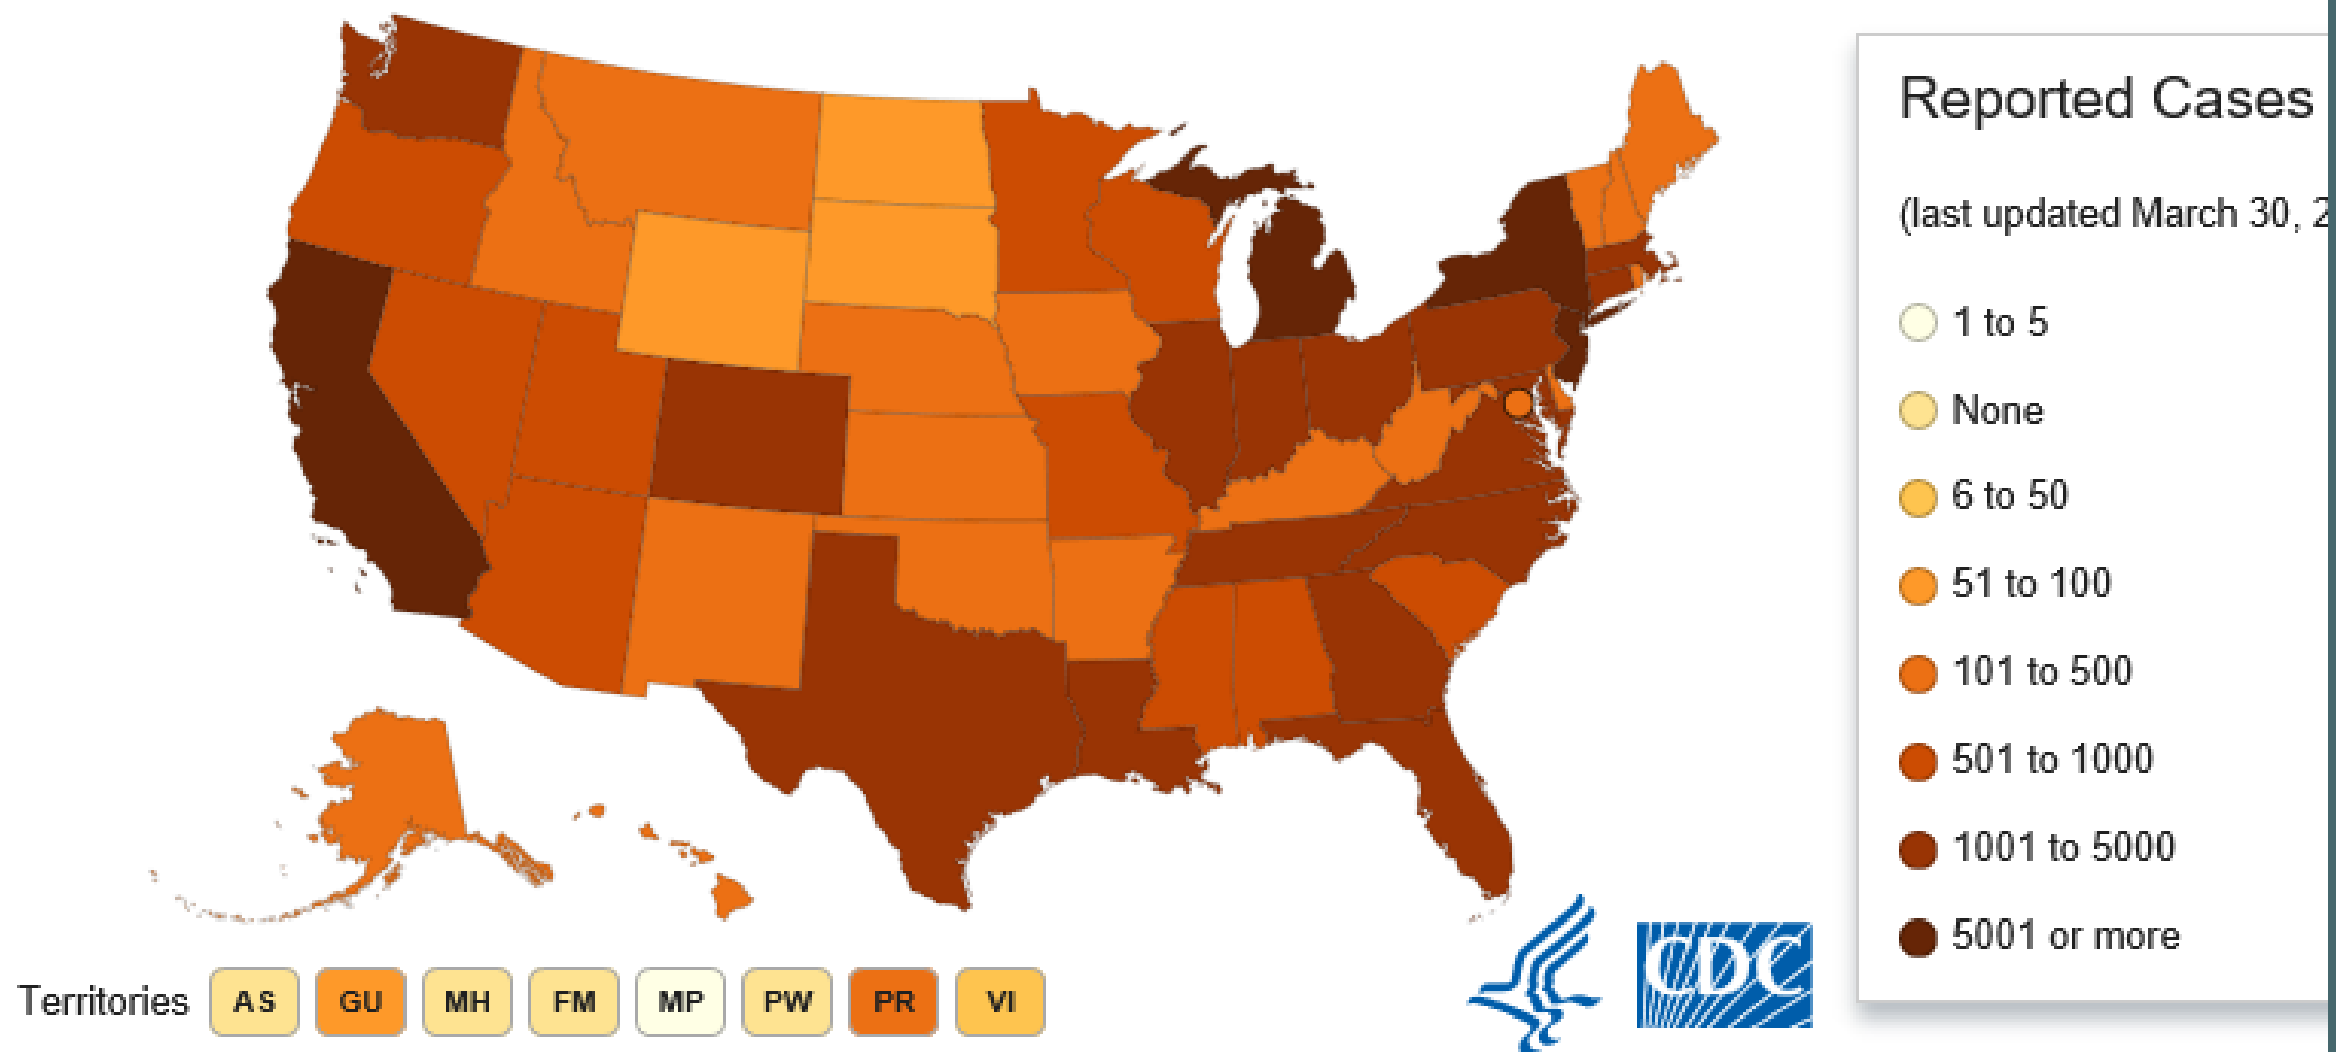 Reported Cases
(last updated March 30, 2
1 to 5
None
6 to 50
51 to 100
101 to 500
501 to 1000
1001 to 5000
5001 or more
Territories AS GU MH FM MP PW PR VI
CDC